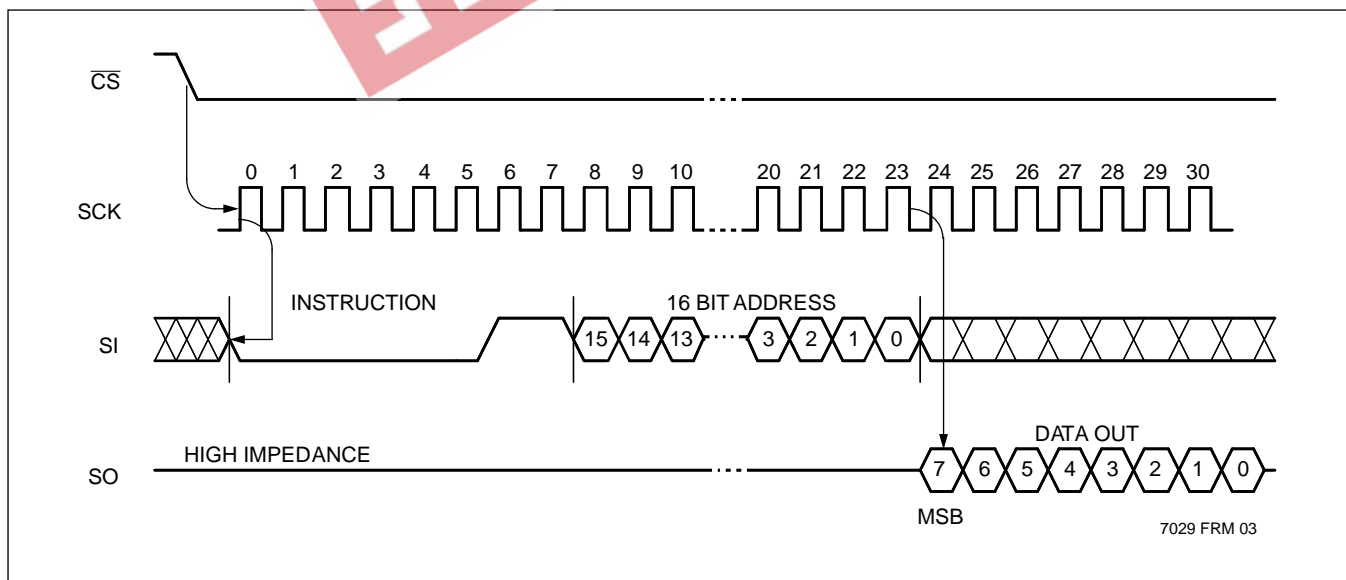 CS
0 1 2 3 4 5 6 7 8 9 10 20 21 22 23 24 25 26 27 28 29 30
SCK
INSTRUCTION 16 BIT ADDRESS
SI 15 14 13 3 2 1 0
HIGH IMPEDANCE DATA OUT
SO 7 6 5 4 3 2 1 0
MSB
7029 FRM 03